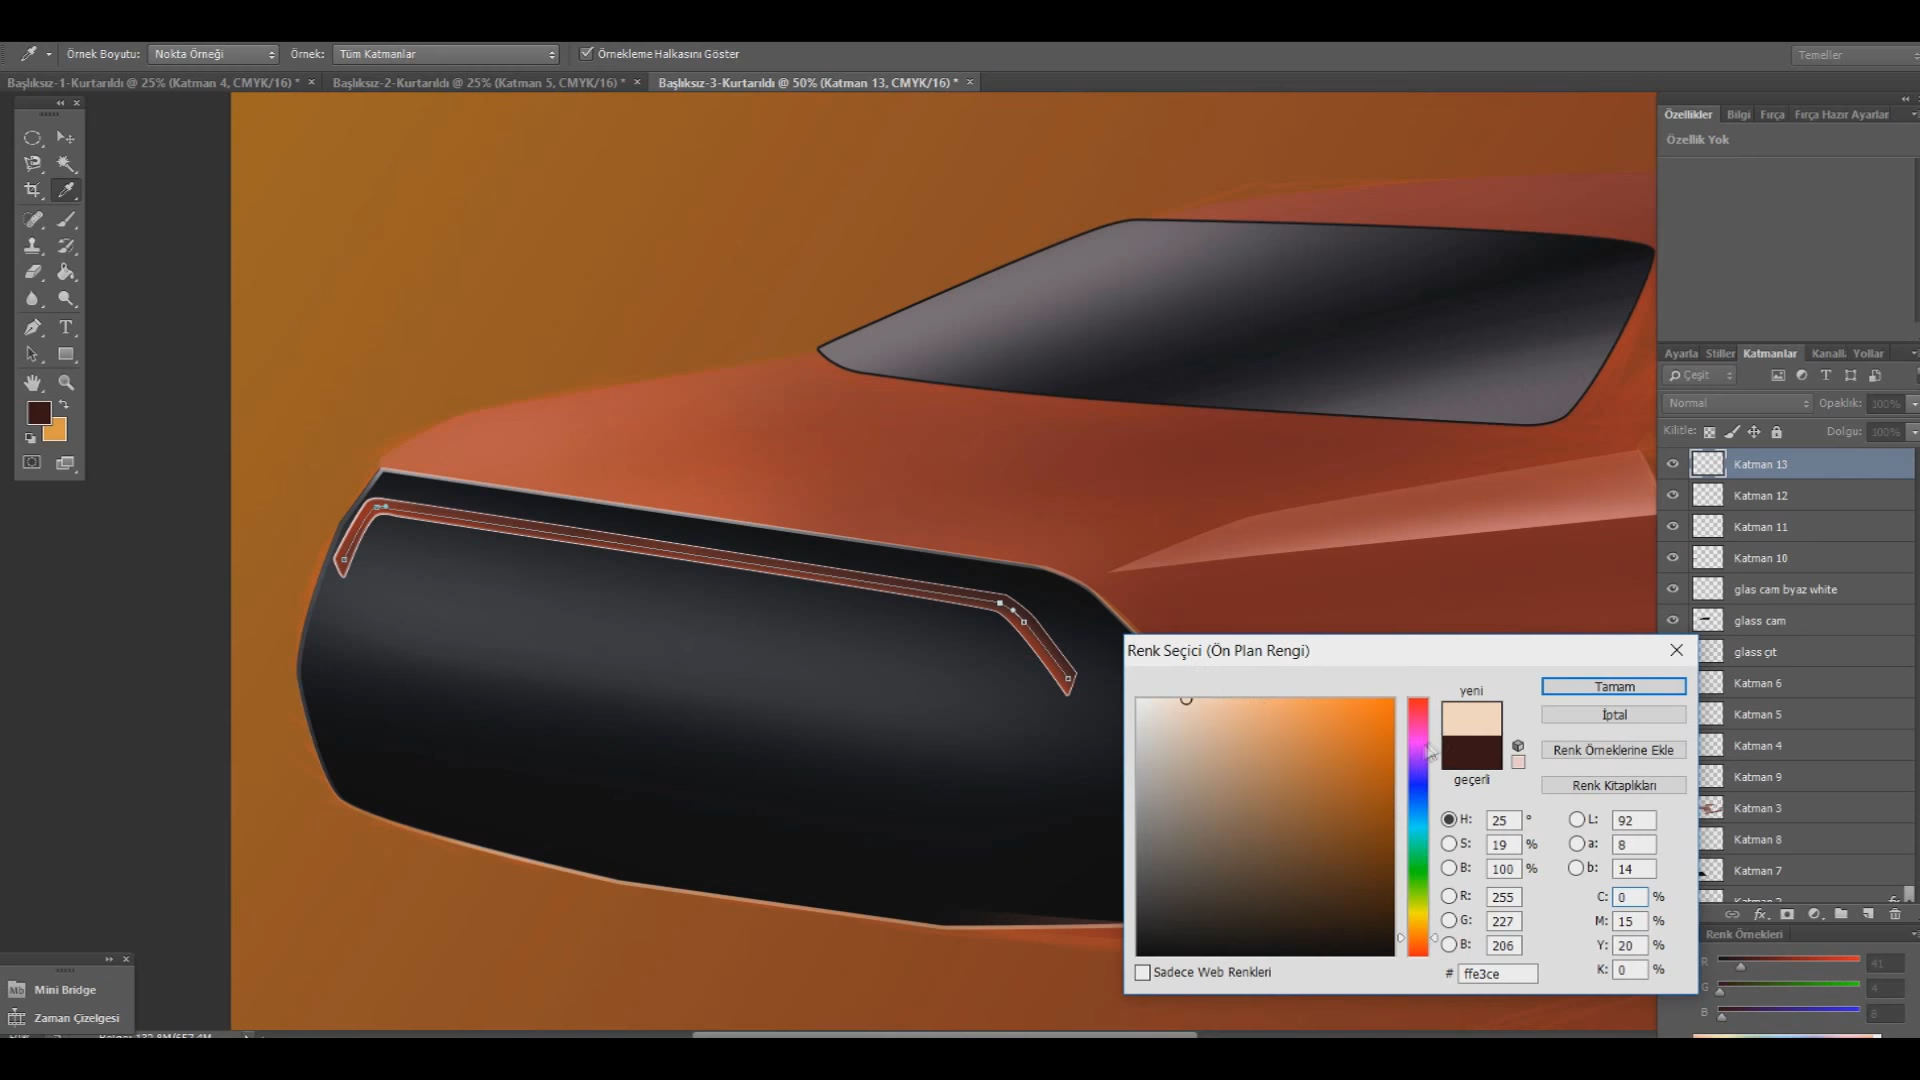 Örnek Boyutu: Nokta Örneği Örnek: Tüm Katmanlar Örnekleme Halkasını Göster Temeller
Başlıksız-1-Kurtarıldı @ 25% (Katman 4, CMYK/16) * Başlıksız-2-Kurtarıldı @ 25% (Katman 5, CMYK/16) * Başlıksız-3-Kurtarıldı @ 50% (Katman 13, CMYK/16) *
Özellikler Bilgi Fırça Fırça Hazır Ayarlar
Özellik Yok
Ayarla Stiller Katmanlar Kanallı Yollar
Çeşit
Normal Opaklık: 100%
Kilitle: Dolgu: 100%
Katman 13
Katman 12
Katman 11
Katman 10
glas cam byaz white
glass cam
glass çıt
Katman 6
Katman 5
Katman 4
Katman 9
Katman 3
Katman 8
Katman 7
Renk Örnekleri
R 41
G 4
B 8
Renk Seçici (Ön Plan Rengi)
yeni
geçerli
Tamam
İptal
Renk Örneklerine Ekle
Renk Kitaplıkları
H: 25 ° L: 92
S: 19 % a: 8
B: 100 % b: 14
R: 255 C: 0 %
G: 227 M: 15 %
B: 206 Y: 20 %
# ffe3ce K: 0 %
Sadece Web Renkleri
Mb Mini Bridge
Zaman Çizelgesi